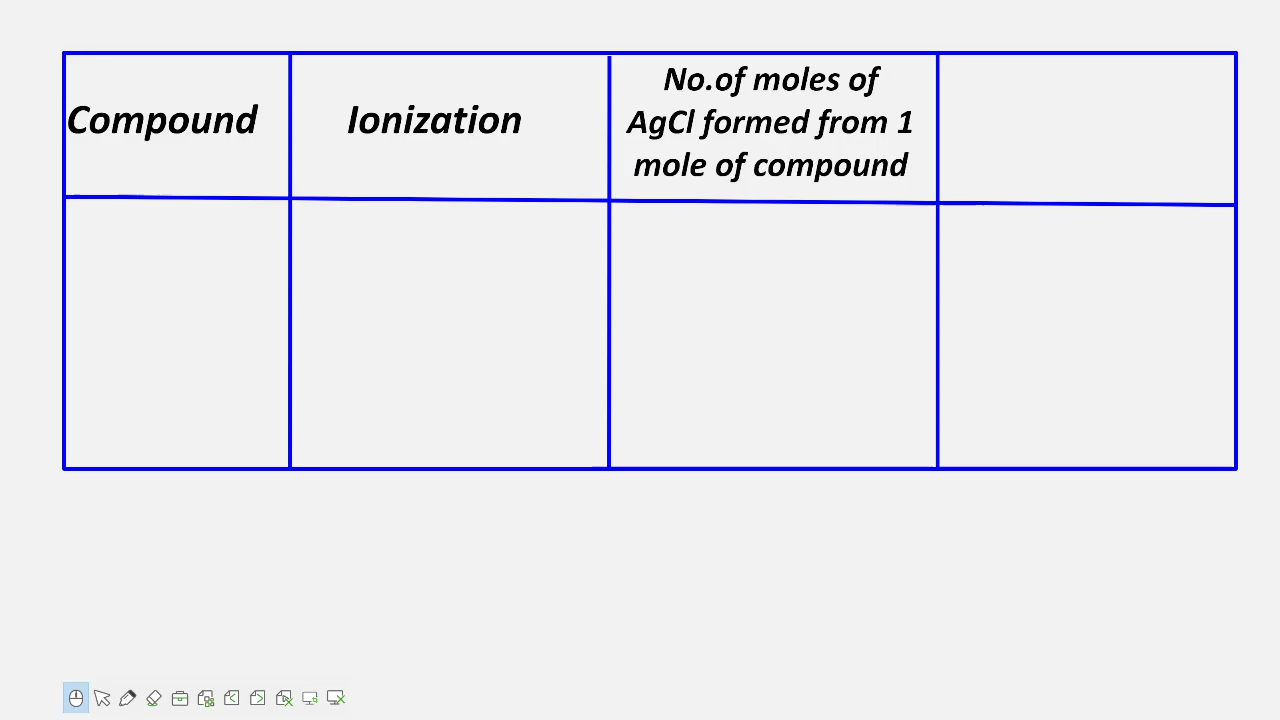 Compound
Ionization
No.of moles of
AgCl formed from 1
mole of compound